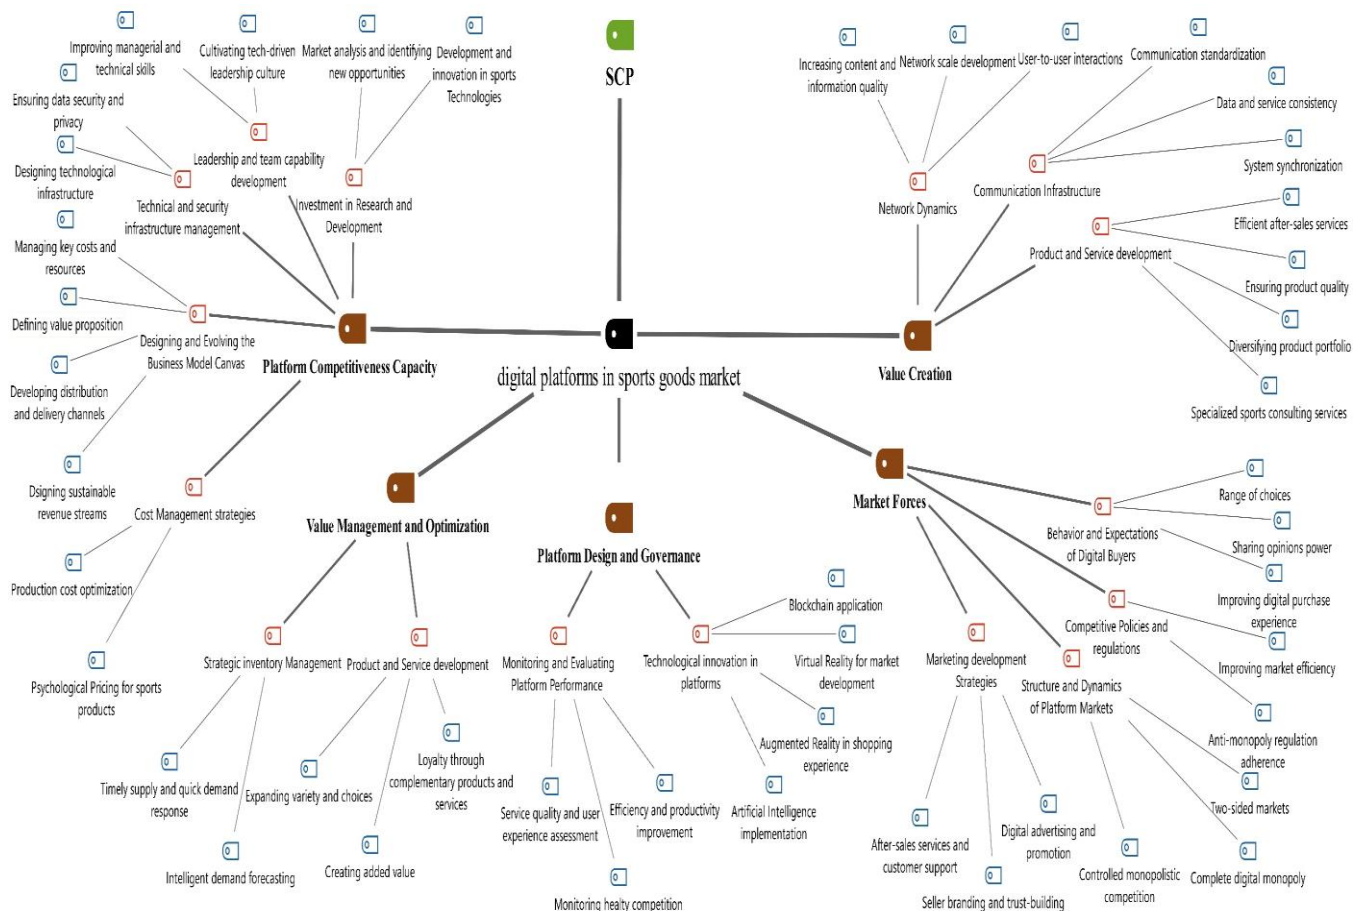 SCP
digital platforms in sports goods market
Improving managerial and
technical skills
Cultivating tech-driven
leadership culture
Market analysis and identifying
new opportunities
Development and
innovation in sports
Technologies
Ensuring data security and
privacy
Designing technological
infrastructure
Leadership and team capability
development
Technical and security
infrastructure management
Investment in Research and
Development
Managing key costs and
resources
Defining value proposition
Designing and Evolving the
Business Model Canvas
Developing distribution
and delivery channels
Dsigning sustainable
revenue streams
Platform Competitiveness Capacity
Cost Management strategies
Production cost optimization
Psychological Pricing for sports
products
Increasing content and
information quality
Network scale development
User-to-user interactions
Communication standardization
Data and service consistency
System synchronization
Network Dynamics
Communication Infrastructure
Efficient after-sales services
Product and Service development
Ensuring product quality
Diversifying product portfolio
Specialized sports consulting services
Value Creation
Value Management and Optimization
Strategic inventory Management
Product and Service development
Timely supply and quick demand
response
Intelligent demand forecasting
Expanding variety and choices
Creating added value
Loyalty through
complementary products and
services
Platform Design and Governance
Monitoring and Evaluating
Platform Performance
Technological innovation in
platforms
Service quality and user
experience assessment
Monitoring healty competition
Efficiency and productivity
improvement
Blockchain application
Virtual Reality for market
development
Augmented Reality in shopping
experience
Artificial Intelligence
implementation
Market Forces
Behavior and Expectations
of Digital Buyers
Range of choices
Sharing opinions power
Improving digital purchase
experience
Competitive Policies and
regulations
Improving market efficiency
Anti-monopoly regulation
adherence
Marketing development
Strategies
Structure and Dynamics
of Platform Markets
Two-sided markets
Complete digital monopoly
Controlled monopolistic
competition
After-sales services and
customer support
Digital advertising and
promotion
Seller branding and trust-building